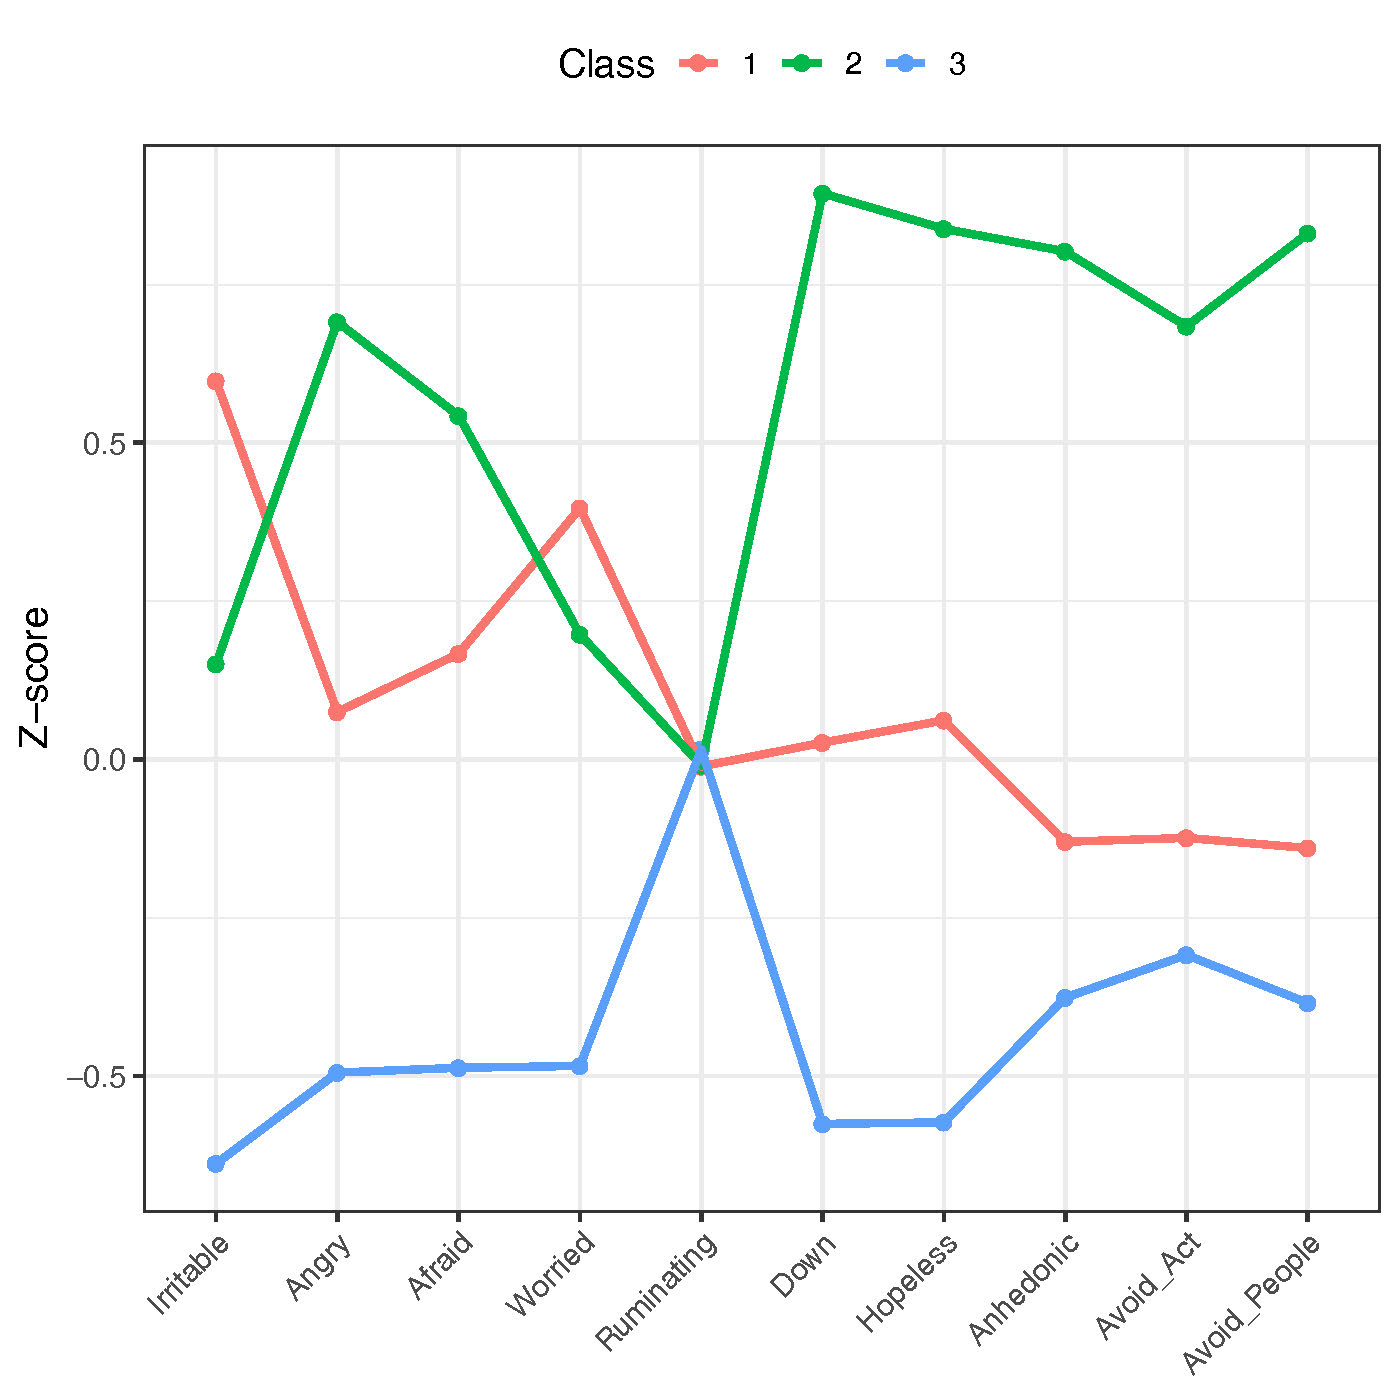 Class 1 2 3
Z−score
0.5
0.0
−0.5
Irritable
Angry
Afraid
Worried
Ruminating
Down
Hopeless
Anhedonic
Avoid_Act
Avoid_People